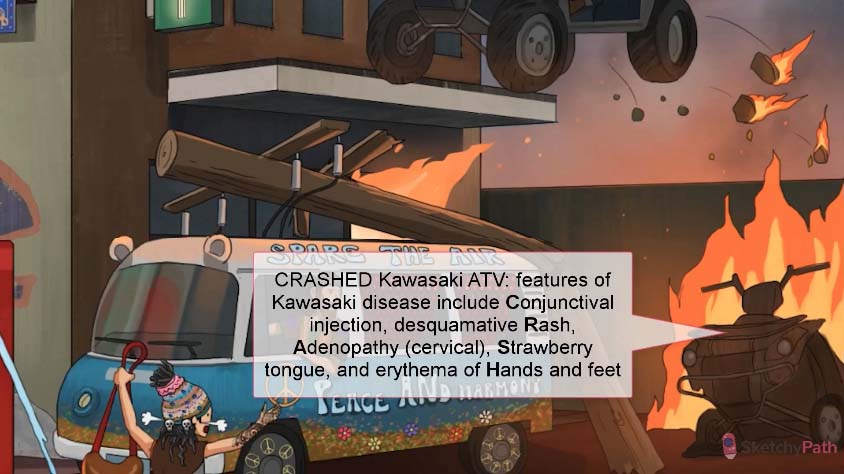 SPARE THE AIR
CRASHED Kawasaki ATV: features of
Kawasaki disease include Conjunctival
injection, desquamative Rash,
Adenopathy (cervical), Strawberry
tongue, and erythema of Hands and feet
PEACE AND HARMONY
SketchyPath